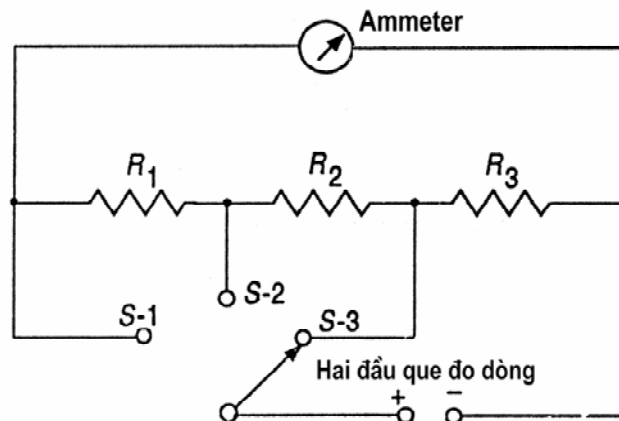 Ammeter
R1 R2 R3
S-1 S-2 S-3
Hai đầu que đo dòng
+ −